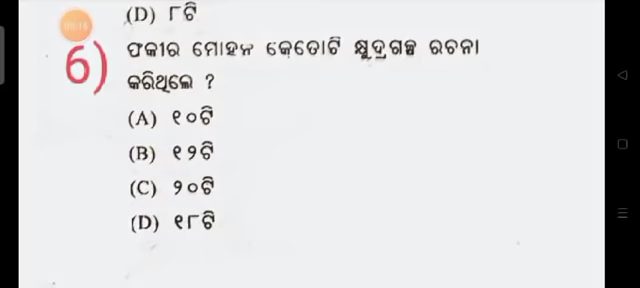 (D) ୮ଟି
6) ଫକୀର ମୋହନ କେତୋଟି କ୍ଷୁଦ୍ରଗଳ୍ପ ରଚନା
କରିଥିଲେ ?
(A) ୧୦ଟି
(B) ୧୨ଟି
(C) ୨୦ଟି
(D) ୧୮ଟି